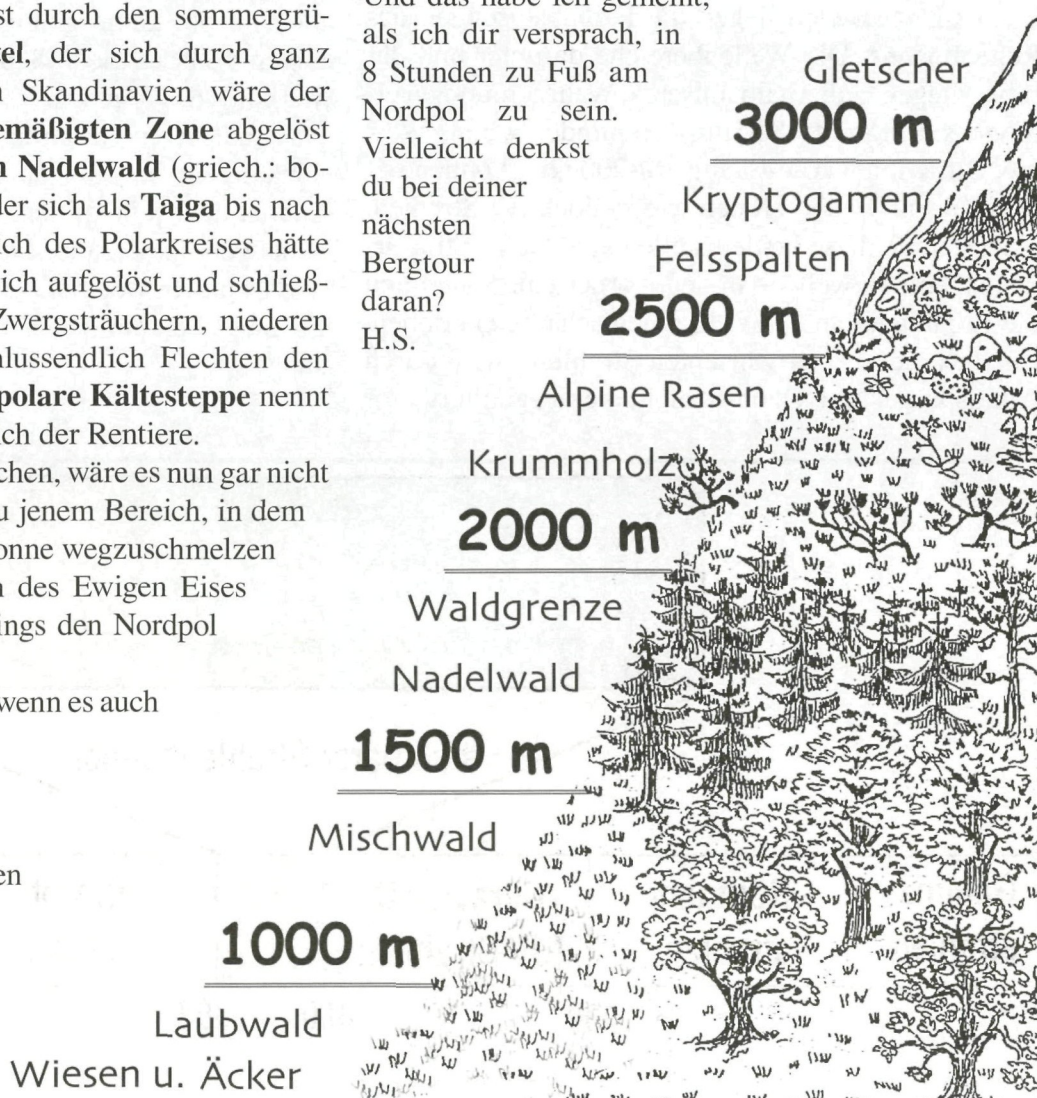 st durch den sommergrü-
tel, der sich durch ganz
n Skandinavien wäre der
emäßigten Zone abgelöst
n Nadelwald (griech.: bo-
der sich als Taiga bis nach
ich des Polarkreises hätte
lich aufgelöst und schließ-
Zwergsträuchern, niederen
hlussendlich Flechten den
polare Kältesteppe nennt
ich der Rentiere.
chen, wäre es nun gar nicht
u jenem Bereich, in dem
onne wegzuschmelzen
n des Ewigen Eises
ings den Nordpol
wenn es auch
en
Und das habe ich gemeint,
als ich dir versprach, in
8 Stunden zu Fuß am
Nordpol zu sein.
Vielleicht denkst
du bei deiner
nächsten
Bergtour
daran?
H.S.
Gletscher
3000 m
Kryptogamen
Felsspalten
2500 m
Alpine Rasen
Krummholz
2000 m
Waldgrenze
Nadelwald
1500 m
Mischwald
1000 m
Laubwald
Wiesen u. Äcker